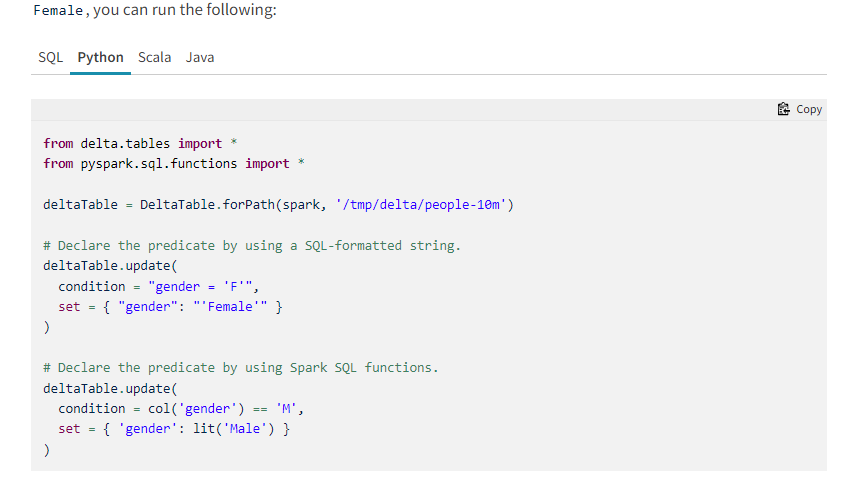 Female, you can run the following:
SQL Python Scala Java
Copy
from delta.tables import *
from pyspark.sql.functions import *
deltaTable = DeltaTable.forPath(spark, '/tmp/delta/people-10m')
# Declare the predicate by using a SQL-formatted string.
deltaTable.update(
  condition = "gender = 'F'",
  set = { "gender": "'Female'" }
)
# Declare the predicate by using Spark SQL functions.
deltaTable.update(
  condition = col('gender') == 'M',
  set = { 'gender': lit('Male') }
)